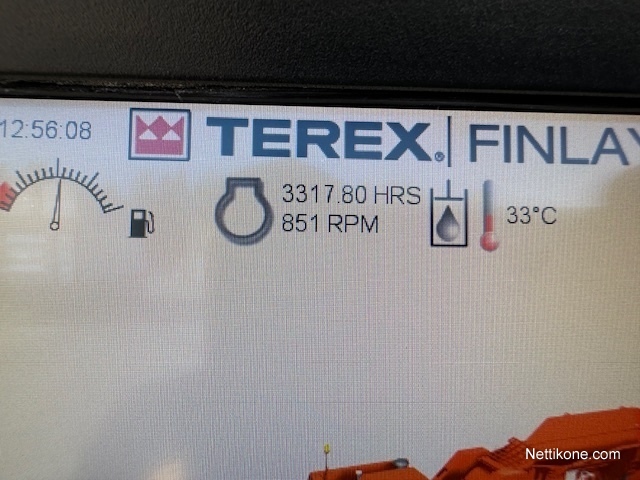 12:56:08
TEREX® FINLAY
3317.80 HRS
851 RPM
33°C
Nettikone.com